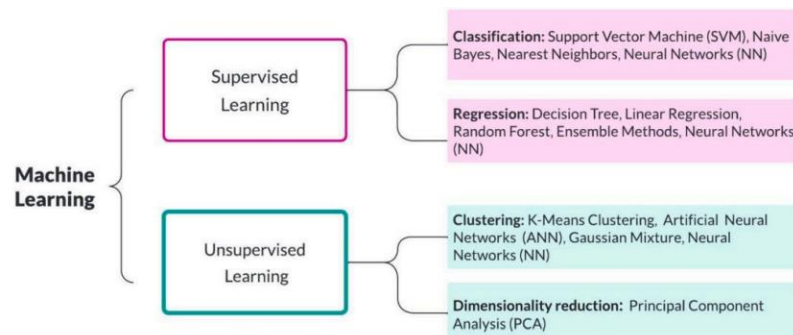 Machine
Learning
Supervised
Learning
Classification: Support Vector Machine (SVM), Naive
Bayes, Nearest Neighbors, Neural Networks (NN)
Regression: Decision Tree, Linear Regression,
Random Forest, Ensemble Methods, Neural Networks
(NN)
Unsupervised
Learning
Clustering: K-Means Clustering, Artificial Neural
Networks (ANN), Gaussian Mixture, Neural
Networks (NN)
Dimensionality reduction: Principal Component
Analysis (PCA)